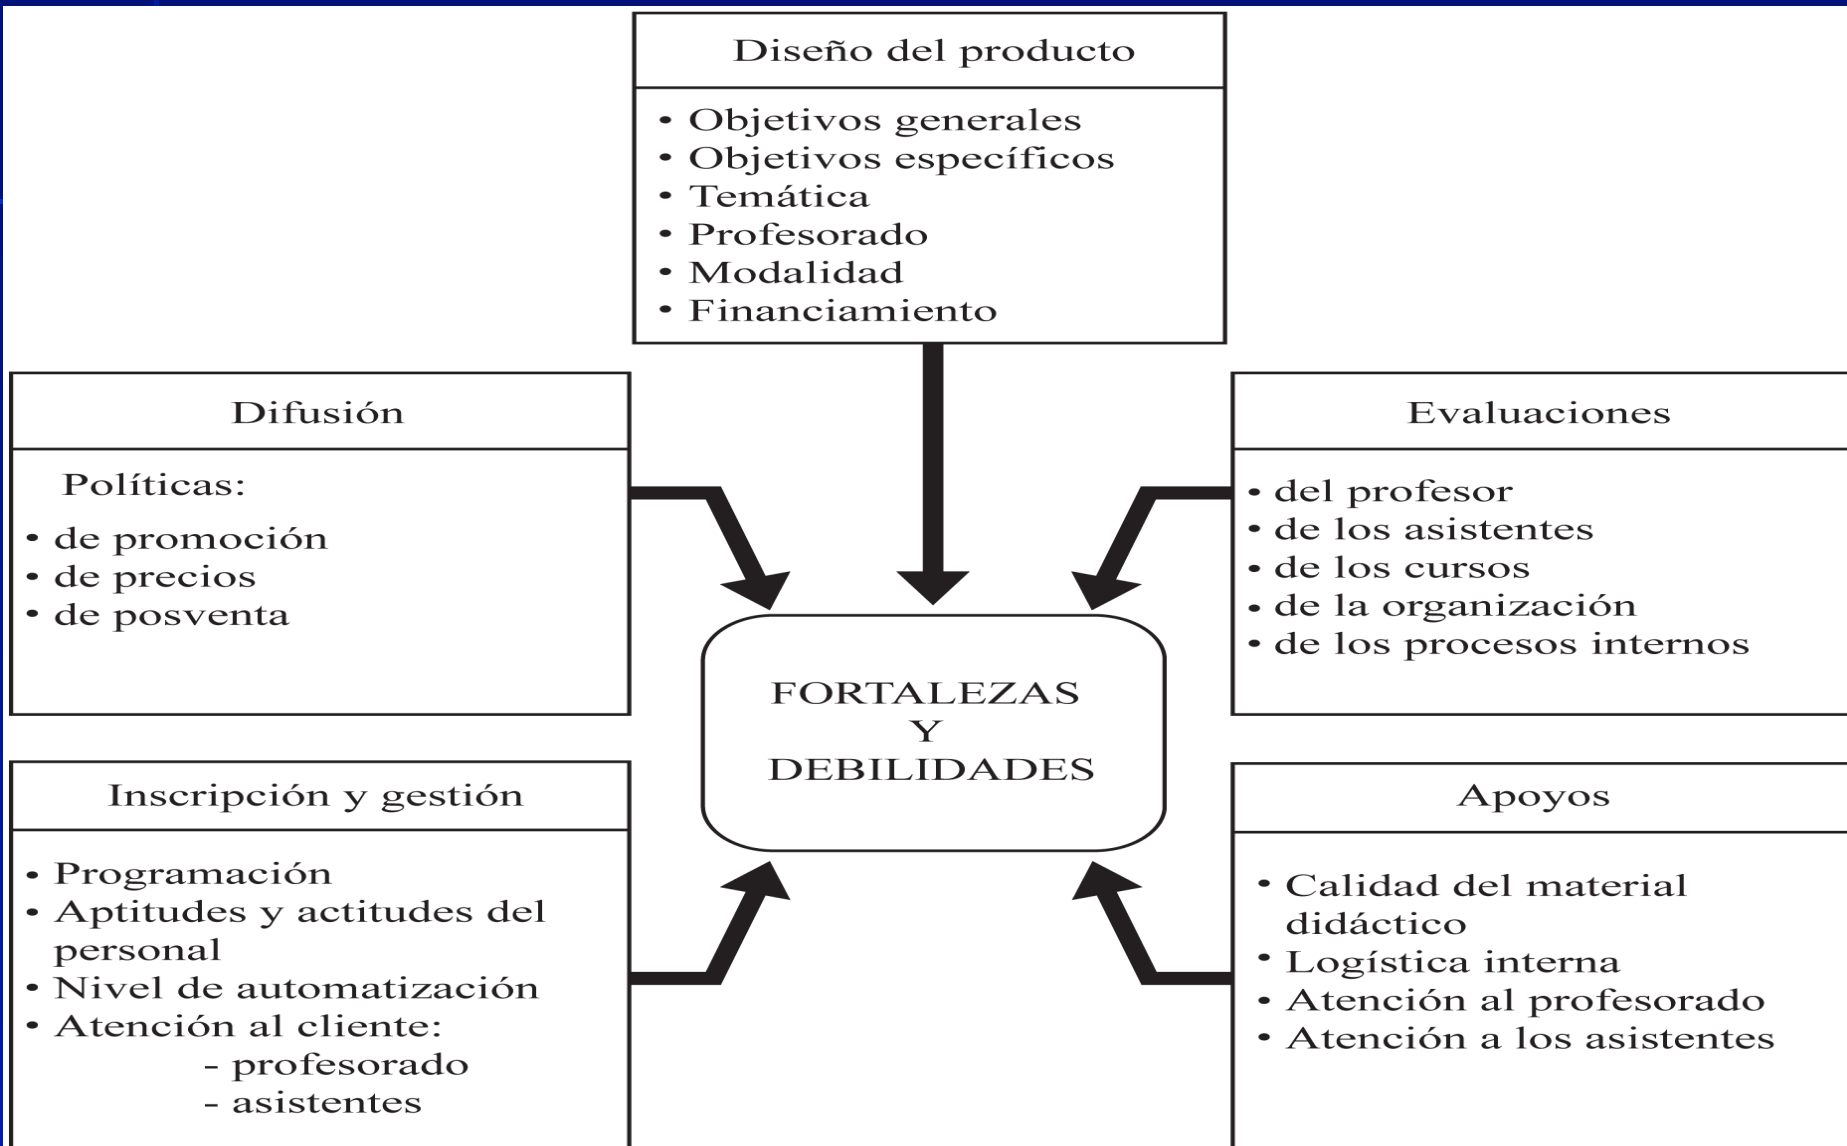 Diseño del producto
• Objetivos generales
• Objetivos específicos
• Temática
• Profesorado
• Modalidad
• Financiamiento
Difusión
Políticas:
• de promoción
• de precios
• de posventa
Evaluaciones
• del profesor
• de los asistentes
• de los cursos
• de la organización
• de los procesos internos
FORTALEZAS
Y
DEBILIDADES
Inscripción y gestión
• Programación
• Aptitudes y actitudes del
personal
• Nivel de automatización
• Atención al cliente:
- profesorado
- asistentes
Apoyos
• Calidad del material
didáctico
• Logística interna
• Atención al profesorado
• Atención a los asistentes